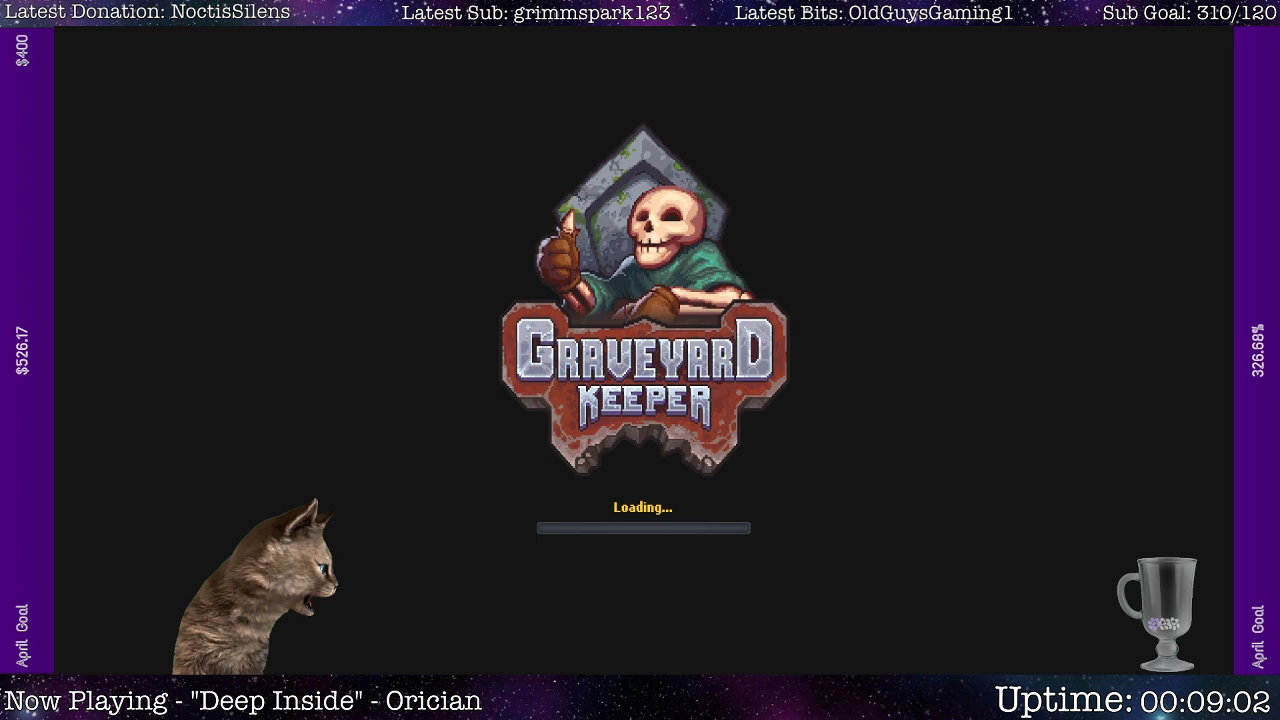 Latest Donation: NoctisSilens
Latest Sub: grimmspark123
Latest Bits: OldGuysGaming1
Sub Goal: 310/120
$400
$526.17
April Goal
GRAVEYARD
KEEPER
Loading...
326.68%
April Goal
Now Playing - "Deep Inside" - Orician
Uptime: 00:09:02